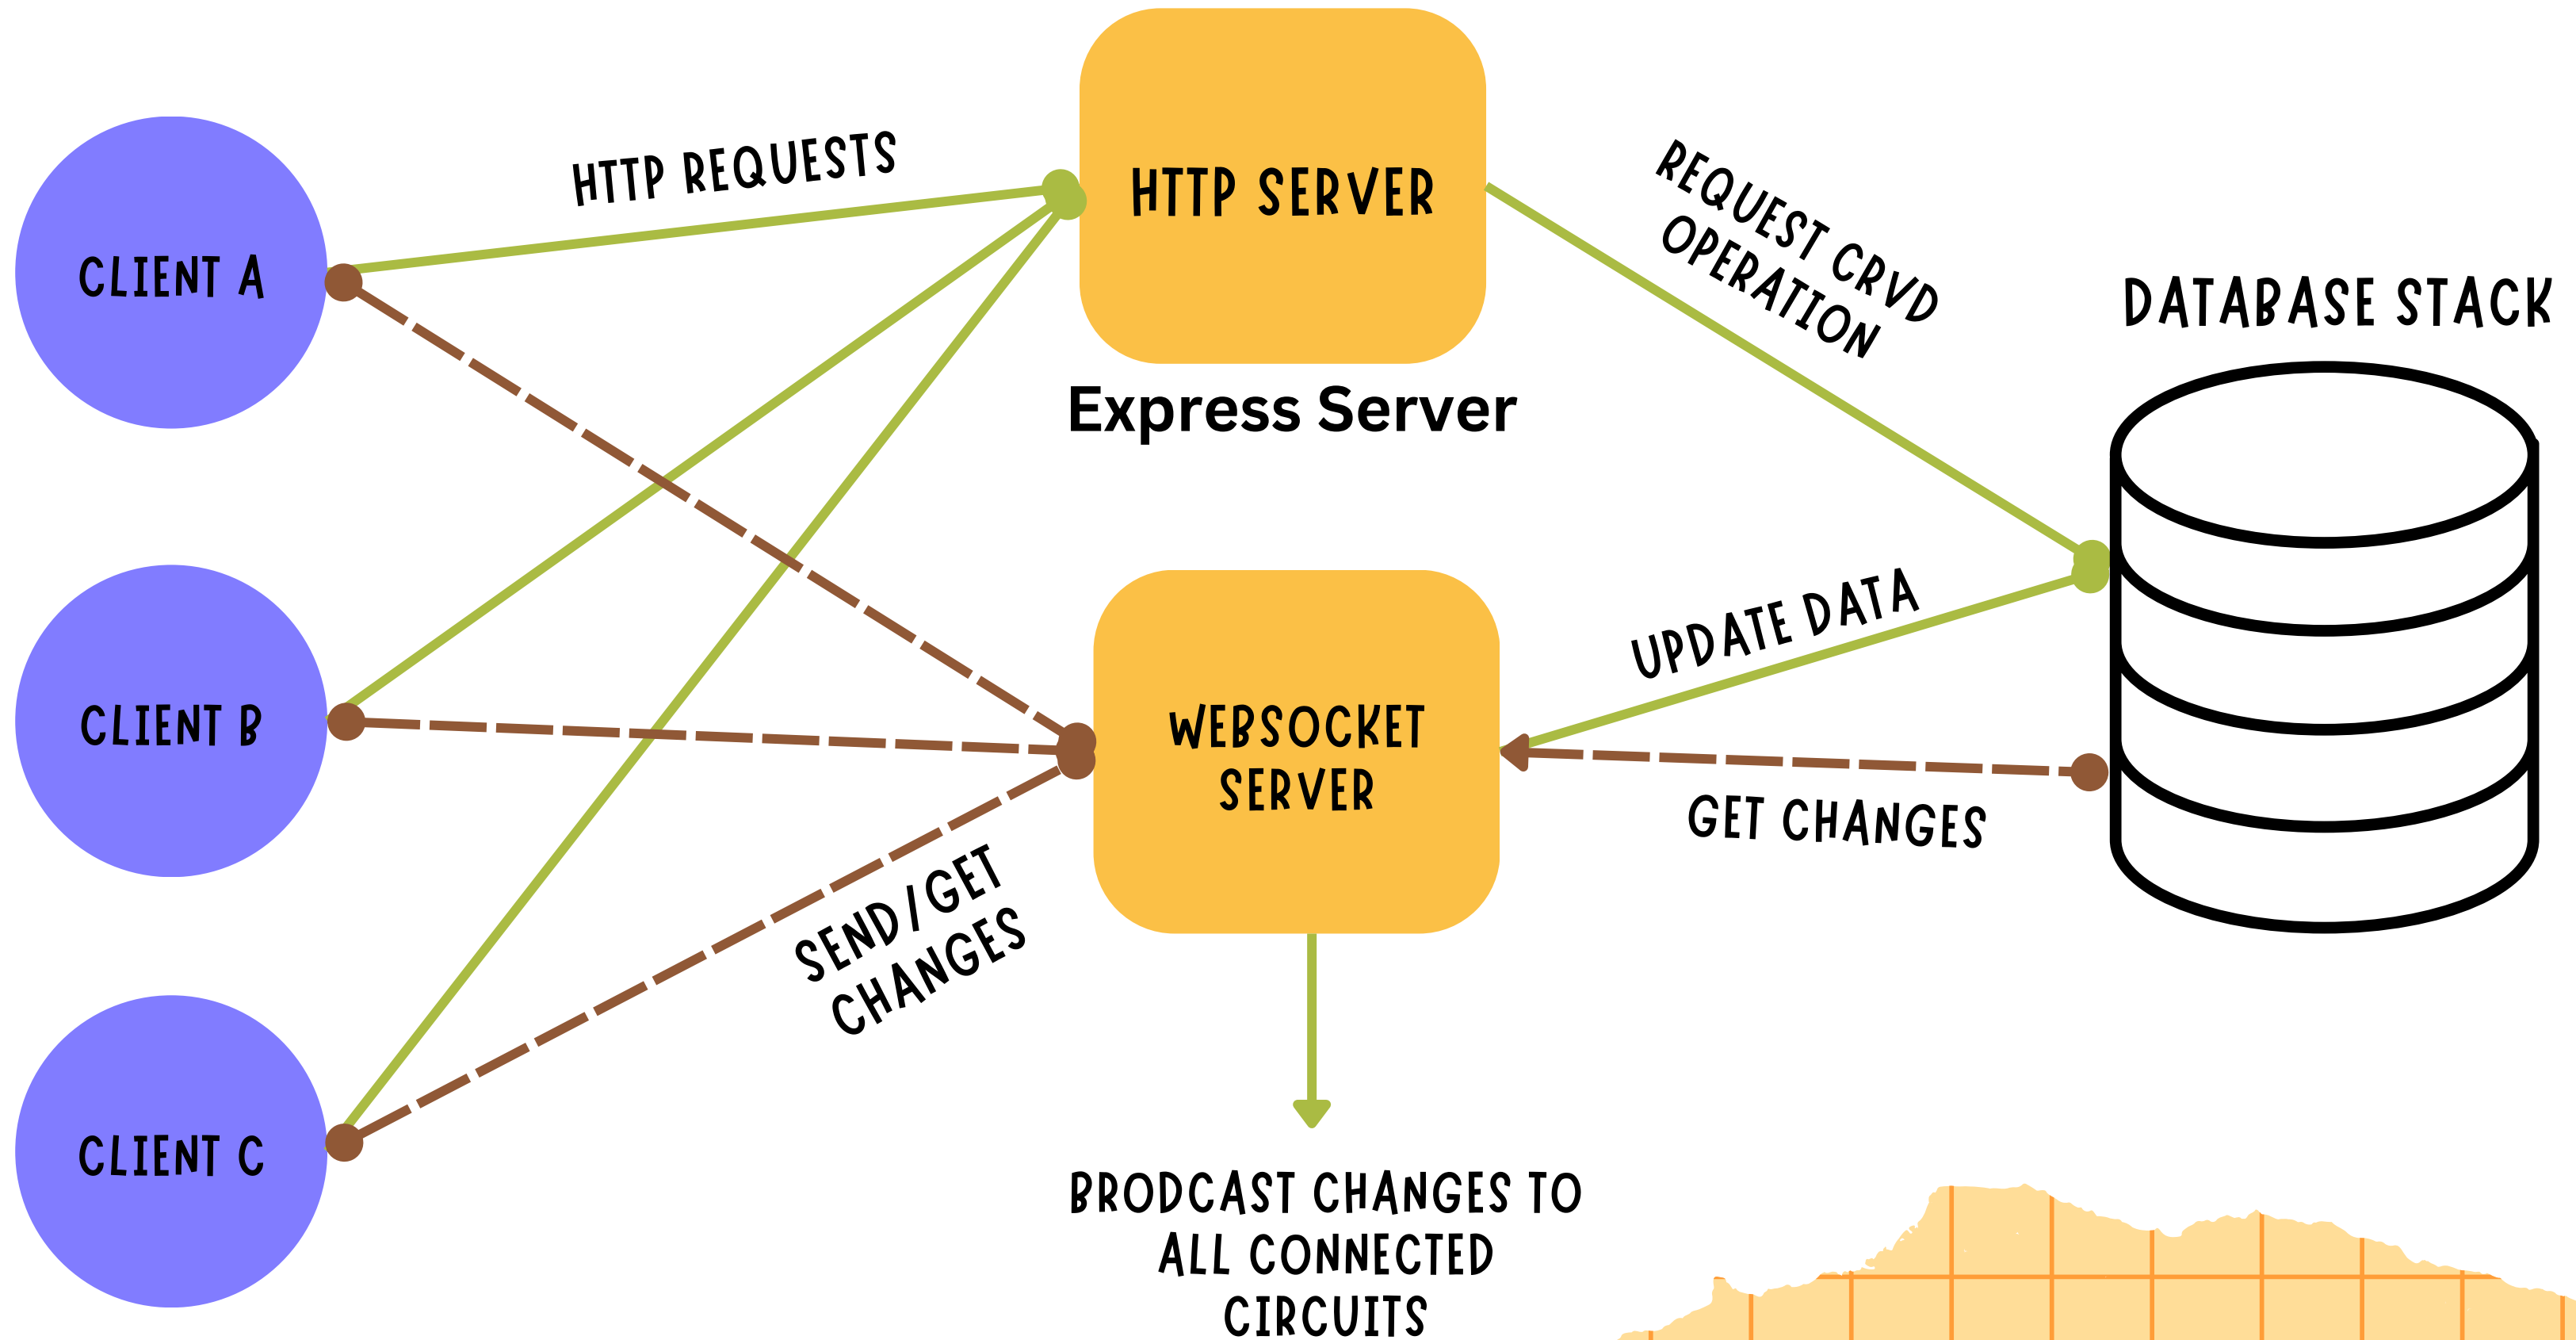 HTTP REQUESTS
HTTP SERVER
Express Server
REQUEST CRVD
OPERATION
DATABASE STACK
CLIENT A
CLIENT B
CLIENT C
WEBSOCKET
SERVER
UPDATE DATA
GET CHANGES
SEND/GET
CHANGES
BRODCAST CHANGES TO
ALL CONNECTED
CIRCUITS